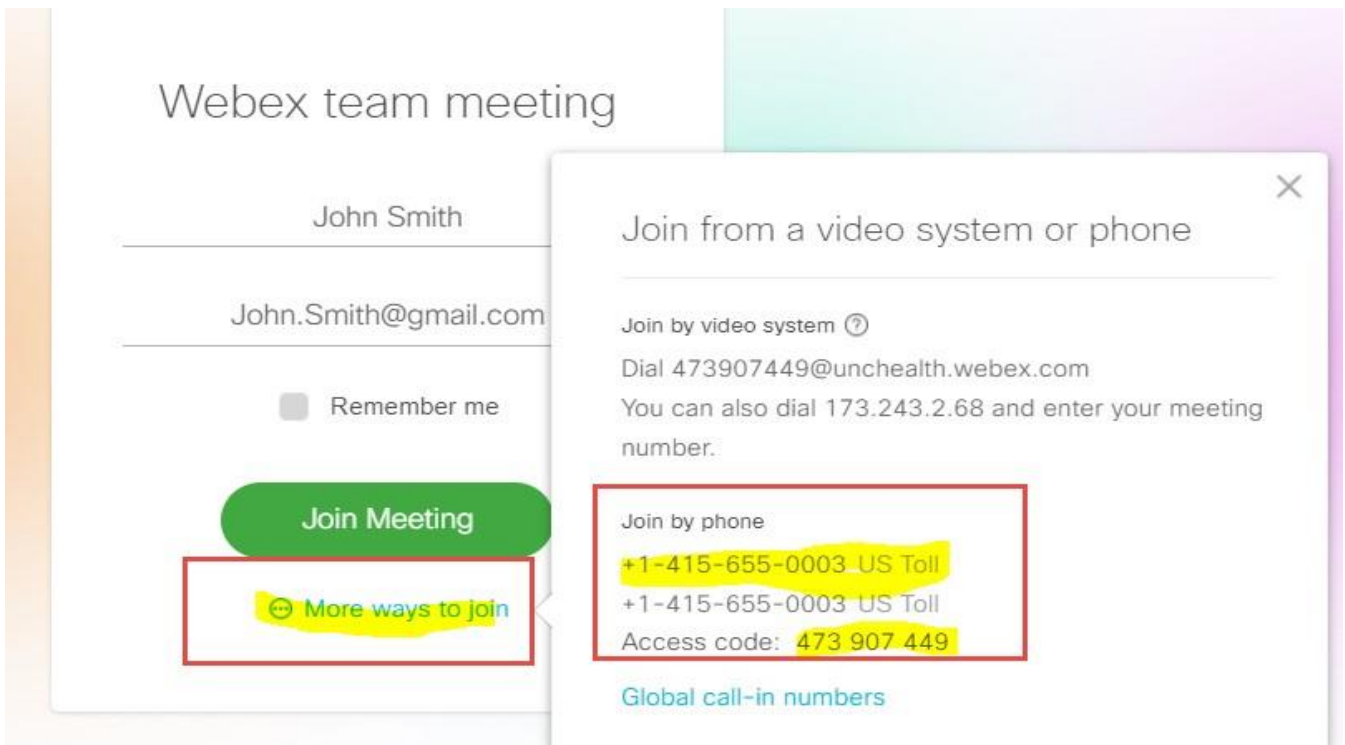 Webex team meeting
John Smith
John.Smith@gmail.com
Remember me
Join Meeting
More ways to join
Join from a video system or phone
Join by video system
Dial 473907449@unchealth.webex.com
You can also dial 173.243.2.68 and enter your meeting
number.
Join by phone
+1-415-655-0003 US Toll
+1-415-655-0003 US Toll
Access code: 473 907 449
Global call-in numbers